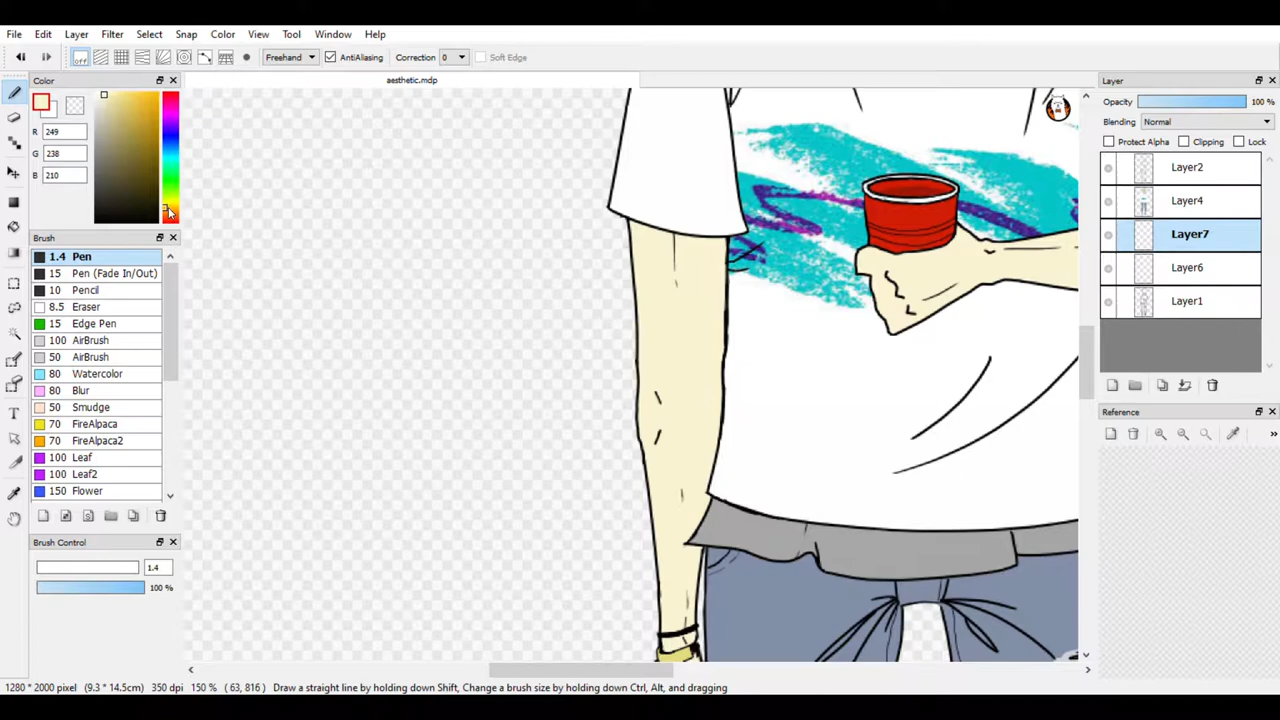 File Edit Layer Filter Select Snap Color View Tool Window Help
off Freehand AntiAliasing Correction 0 Soft Edge
Color
aesthetic.mdp
Layer
R 249
G 238
B 210
Opacity 100 %
Blending Normal
Protect Alpha Clipping Lock
Layer2
Layer4
Layer7
Layer6
Layer1
Brush
1.4 Pen
15 Pen (Fade In/Out)
10 Pencil
8.5 Eraser
15 Edge Pen
100 AirBrush
50 AirBrush
80 Watercolor
80 Blur
50 Smudge
70 FireAlpaca
70 FireAlpaca2
100 Leaf
100 Leaf2
150 Flower
Reference
»
Brush Control
1.4
100 %
1280 * 2000 pixel (9.3 * 14.5cm) 350 dpi 150 % ( 63, 816 ) Draw a straight line by holding down Shift, Change a brush size by holding down Ctrl, Alt, and dragging